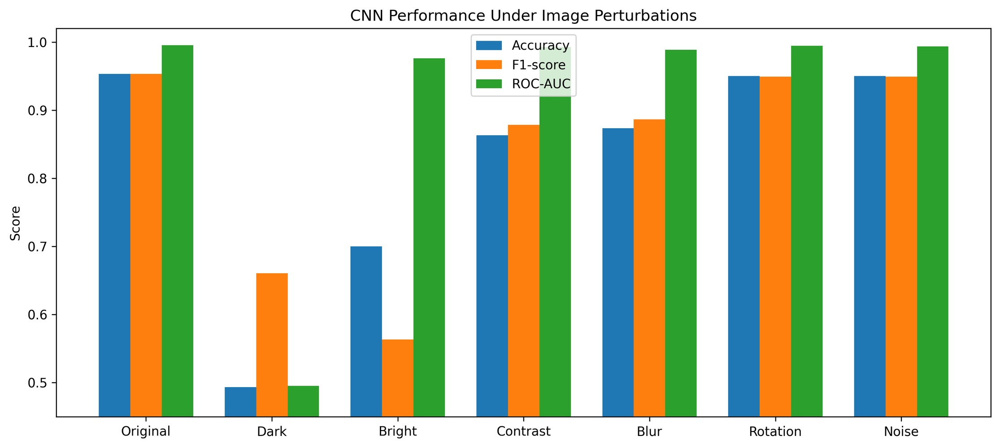 CNN Performance Under Image Perturbations
Accuracy
F1-score
ROC-AUC
Score
1.0
0.9
0.8
0.7
0.6
0.5
Original
Dark
Bright
Contrast
Blur
Rotation
Noise